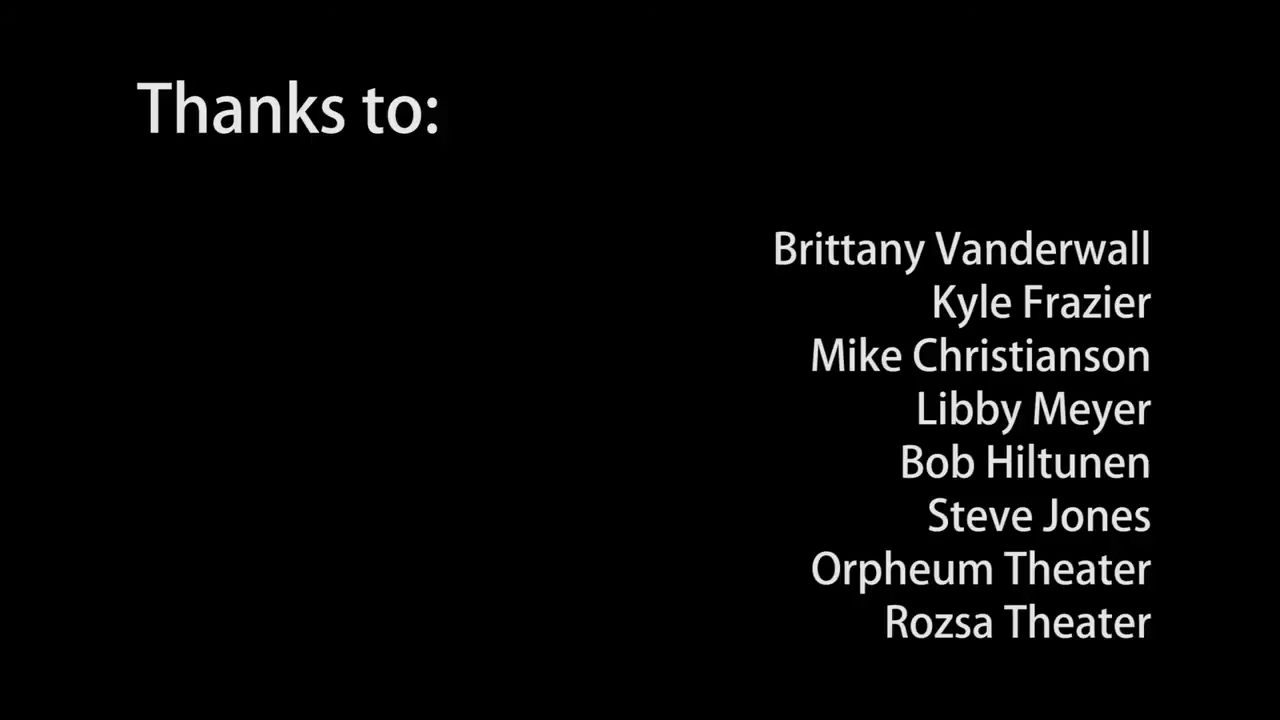 Thanks to:
Brittany Vanderwall
Kyle Frazier
Mike Christianson
Libby Meyer
Bob Hiltunen
Steve Jones
Orpheum Theater
Rozsa Theater